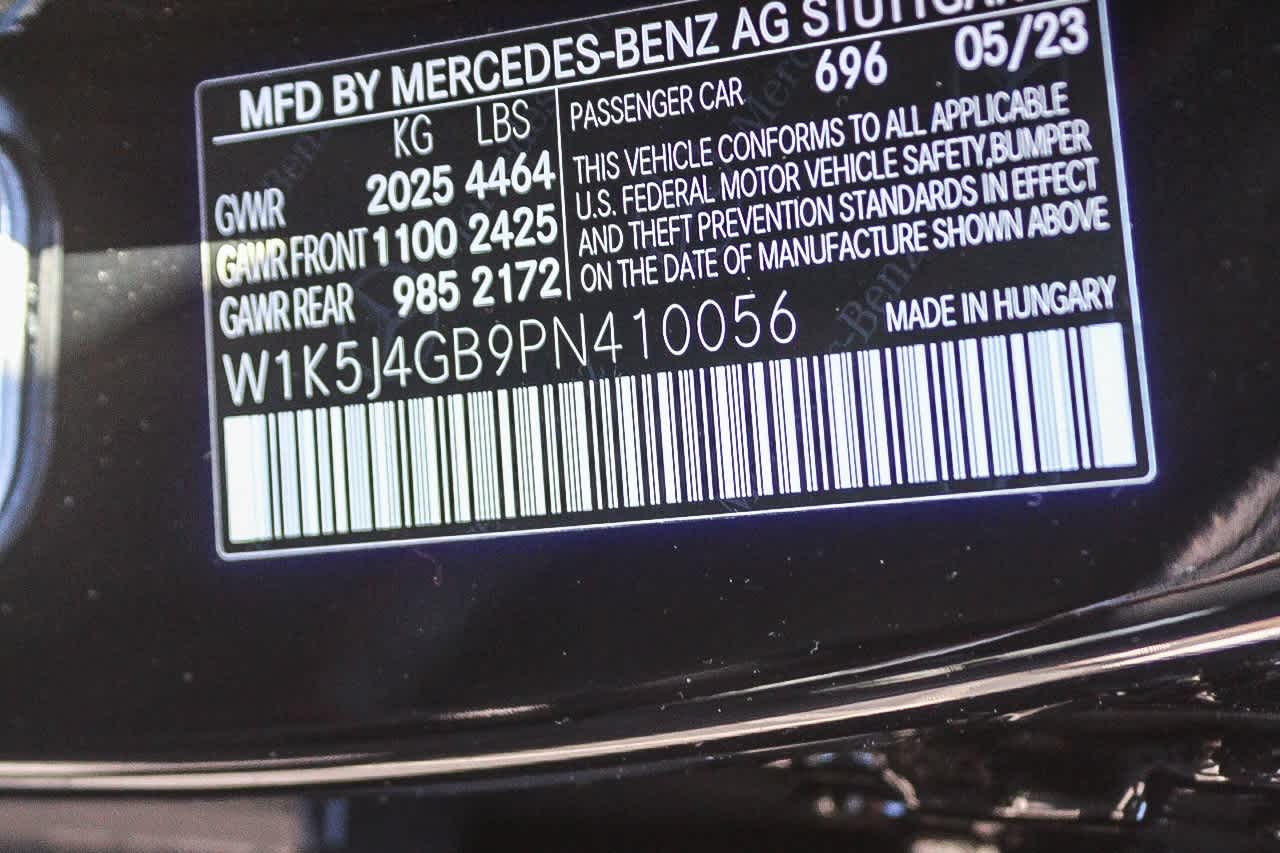 MFD BY MERCEDES-BENZ AG STUTTGAR
KG LBS
GVWR 2025 4464
GAWR FRONT 1100 2425
GAWR REAR 985 2172
PASSENGER CAR 696 05/23
THIS VEHICLE CONFORMS TO ALL APPLICABLE
U.S. FEDERAL MOTOR VEHICLE SAFETY,BUMPER
AND THEFT PREVENTION STANDARDS IN EFFECT
ON THE DATE OF MANUFACTURE SHOWN ABOVE
W1K5J4GB9PN410056
MADE IN HUNGARY